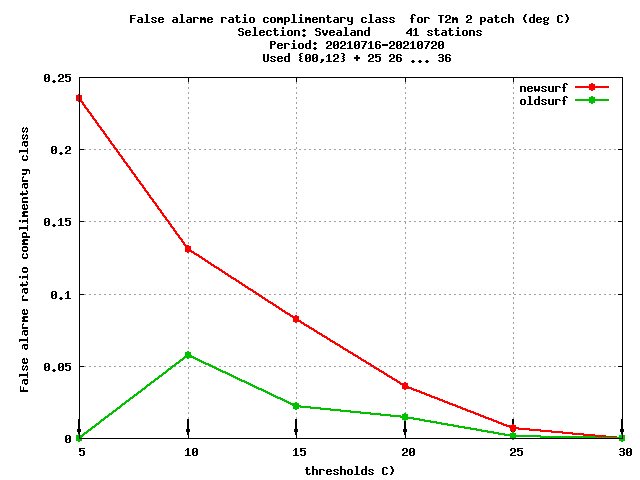 False alarme ratio complimentary class  for T2m 2 patch (deg C)
Selection: Svealand     41 stations
Period: 20210716-20210720
Used {00,12} + 25 26 ... 36
newsurf
oldsurf
False alarme ratio complimentary class
0.25
0.2
0.15
0.1
0.05
0
5 10 15 20 25 30
thresholds C)